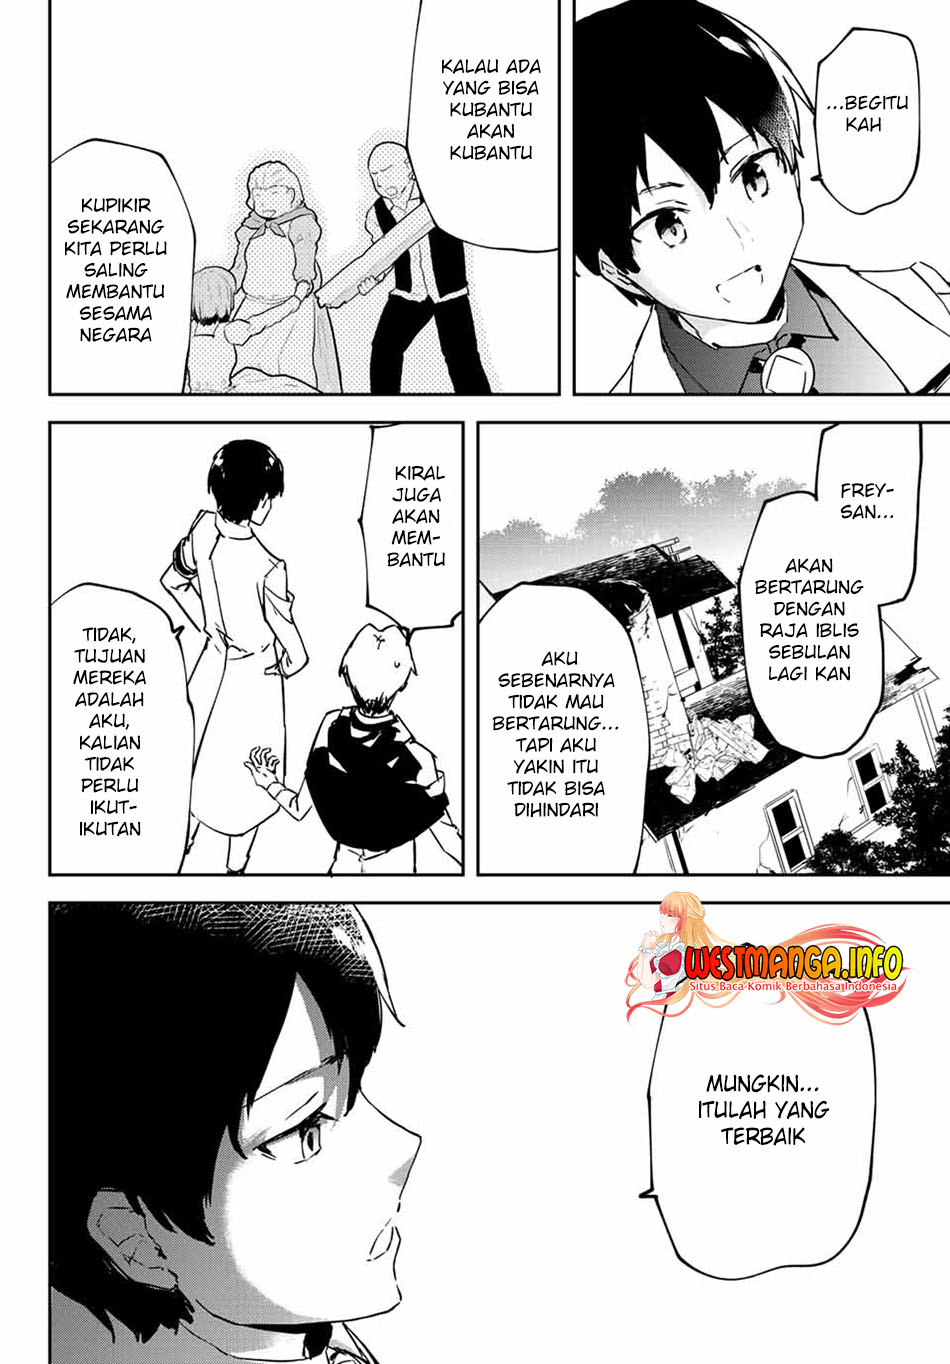 ...BEGITU
KAH
KALAU ADA
YANG BISA
KUBANTU
AKAN
KUBANTU
KUPIKIR
SEKARANG
KITA PERLU
SALING
MEMBANTU
SESAMA
NEGARA
FREY-
SAN...
AKAN
BERTARUNG
DENGAN
RAJA IBLIS
SEBULAN
LAGI KAN
AKU
SEBENARNYA
TIDAK MAU
BERTARUNG...
TAPI AKU
YAKIN ITU
TIDAK BISA
DIHINDARI
KIRAL
JUGA
AKAN
MEM-
BANTU
TIDAK,
TUJUAN
MEREKA
ADALAH
AKU,
KALIAN
TIDAK
PERLU
IKUT-
IKUTAN
WESTMANGA.INFO
Situs Baca Komik Berbahasa Indonesia
MUNGKIN...
ITULAH YANG
TERBAIK